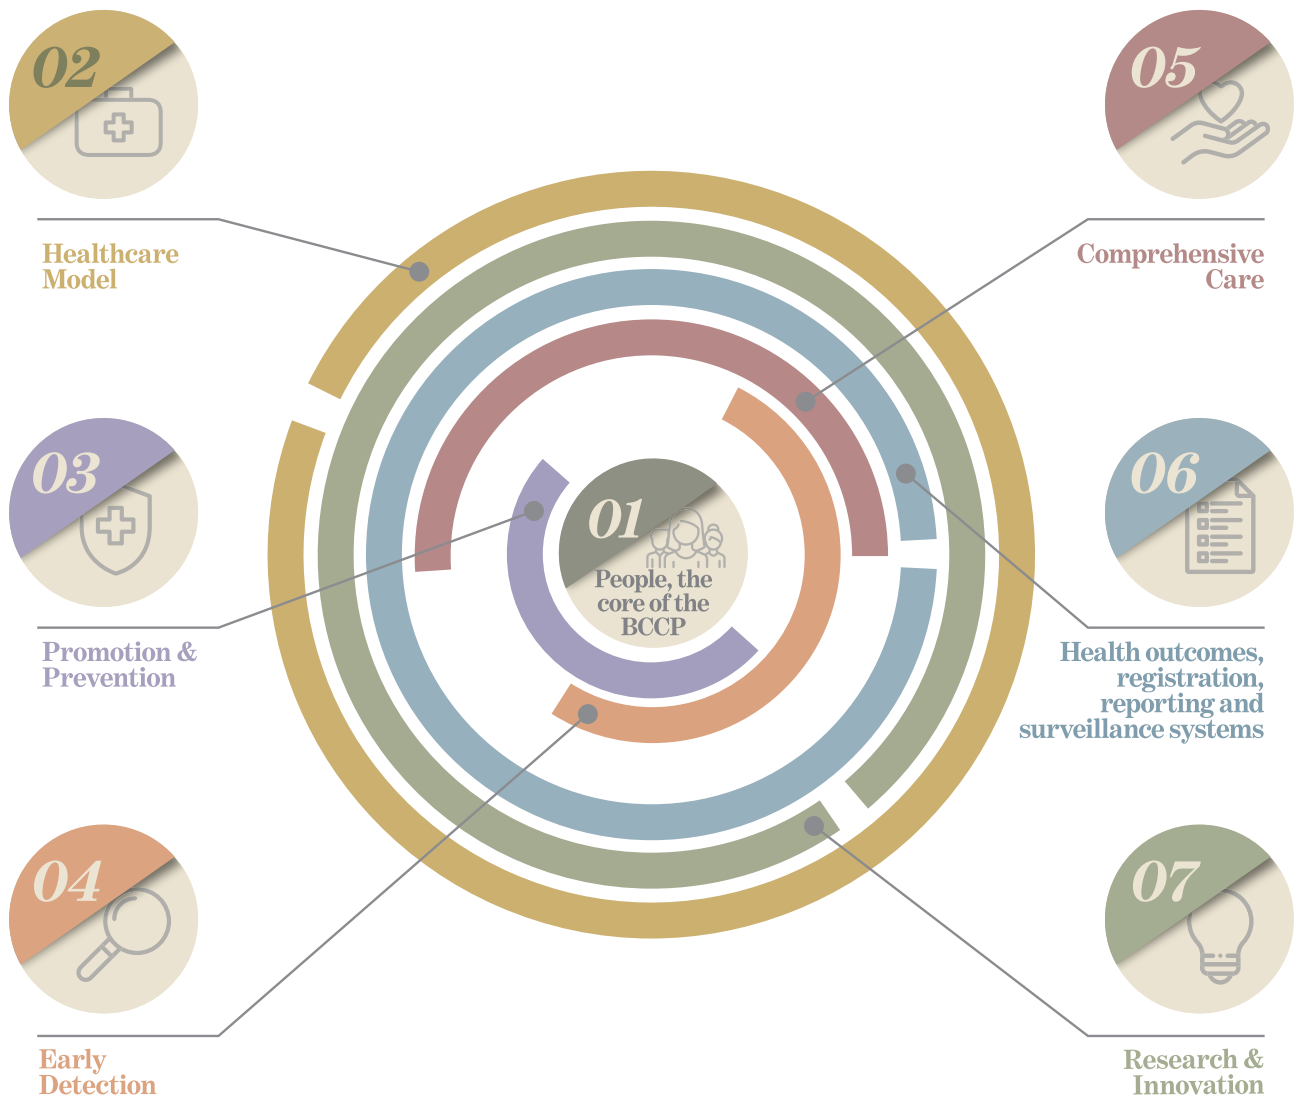 02
Healthcare
Model
03
Promotion &
Prevention
04
Early
Detection
01
People, the
core of the
BCCP
05
Comprehensive
Care
06
Health outcomes,
registration,
reporting and
surveillance systems
07
Research &
Innovation